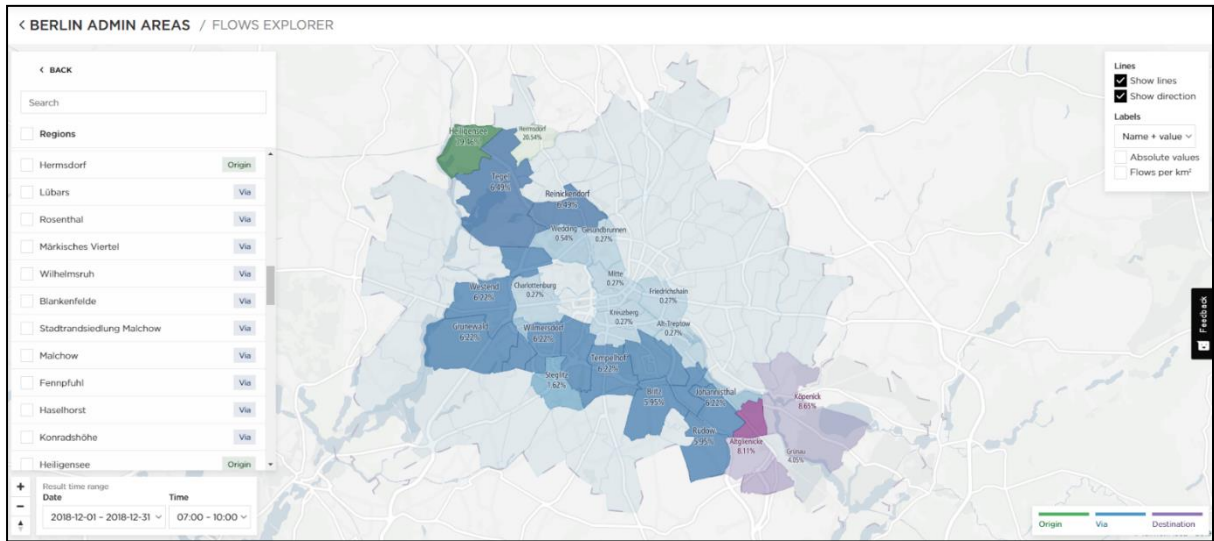 < BERLIN ADMIN AREAS / FLOWS EXPLORER
< BACK
Search
Regions
Hermsdorf Origin
Lübars Via
Rosenthal Via
Märkisches Viertel Via
Wilhelmsruh Via
Blankenfelde Via
Stadtrandsiedlung Malchow Via
Malchow Via
Fennpfuhl Via
Haselhorst Via
Konradshöhe Via
Heiligensee Origin
Result time range
Date Time
2018-12-01 - 2018-12-31 07:00 - 10:00
Heiligensee
Hermsdorf
20.54%
Tegel
6.49%
Reinickendorf
6.49%
Wedding
0.54%
Gesundbrunnen
0.27%
Mitte
0.27%
Westend
6.22%
Charlottenburg
0.27%
Friedrichshain
0.27%
Kreuzberg
0.27%
Alt-Treptow
0.27%
Grunewald
6.22%
Wilmersdorf
6.22%
Tempelhof
6.22%
Steglitz
1.62%
Britz
5.95%
Johannisthal
6.22%
Köpenick
8.65%
Rudow
5.95%
Altglienicke
8.11%
Grünau
4.05%
Lines
Show lines
Show direction
Labels
Name + value
Absolute values
Flows per km²
Feedback
Origin Via Destination